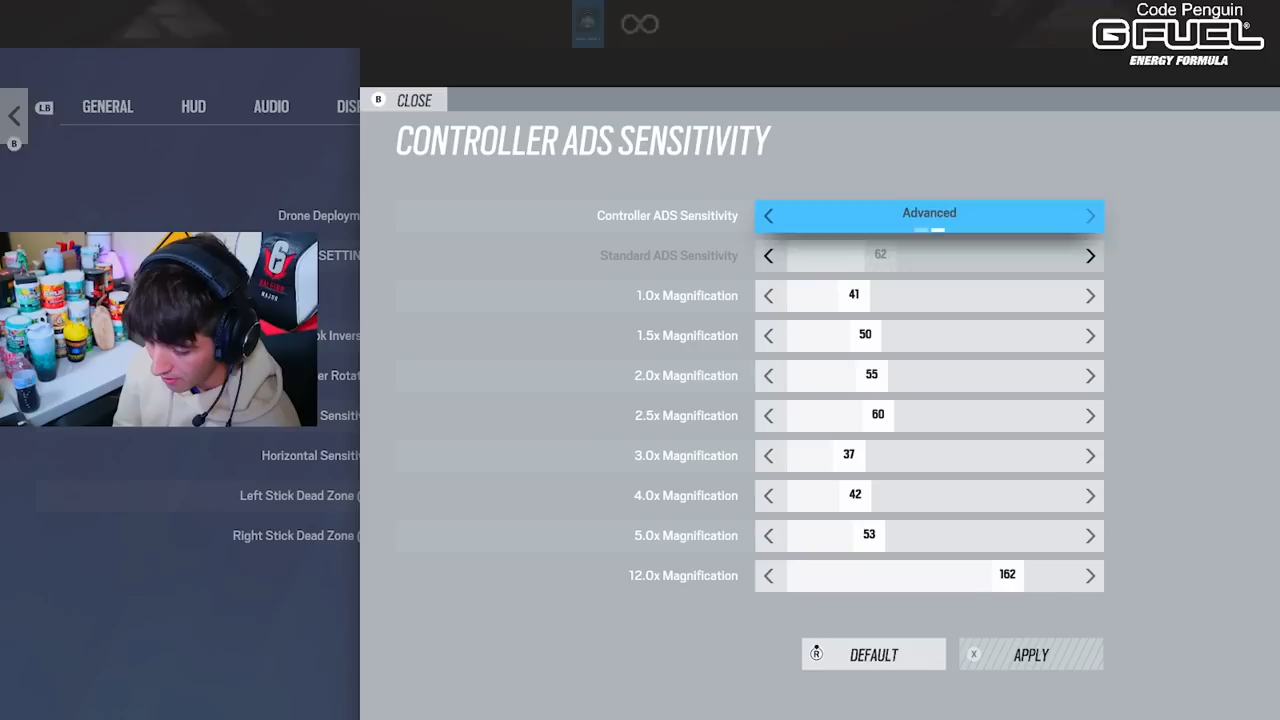 Code Penguin
G FUEL
ENERGY FORMULA
LB
GENERAL
HUD
AUDIO
B
B CLOSE
CONTROLLER ADS SENSITIVITY
Drone Deploym
SETTIN
Horizontal Sensiti
Left Stick Dead Zone (
Right Stick Dead Zone (
RALEIGH
MAJOR
Controller ADS Sensitivity Advanced
Standard ADS Sensitivity 62
1.0x Magnification 41
1.5x Magnification 50
2.0x Magnification 55
2.5x Magnification 60
3.0x Magnification 37
4.0x Magnification 42
5.0x Magnification 53
12.0x Magnification 162
R DEFAULT
X APPLY